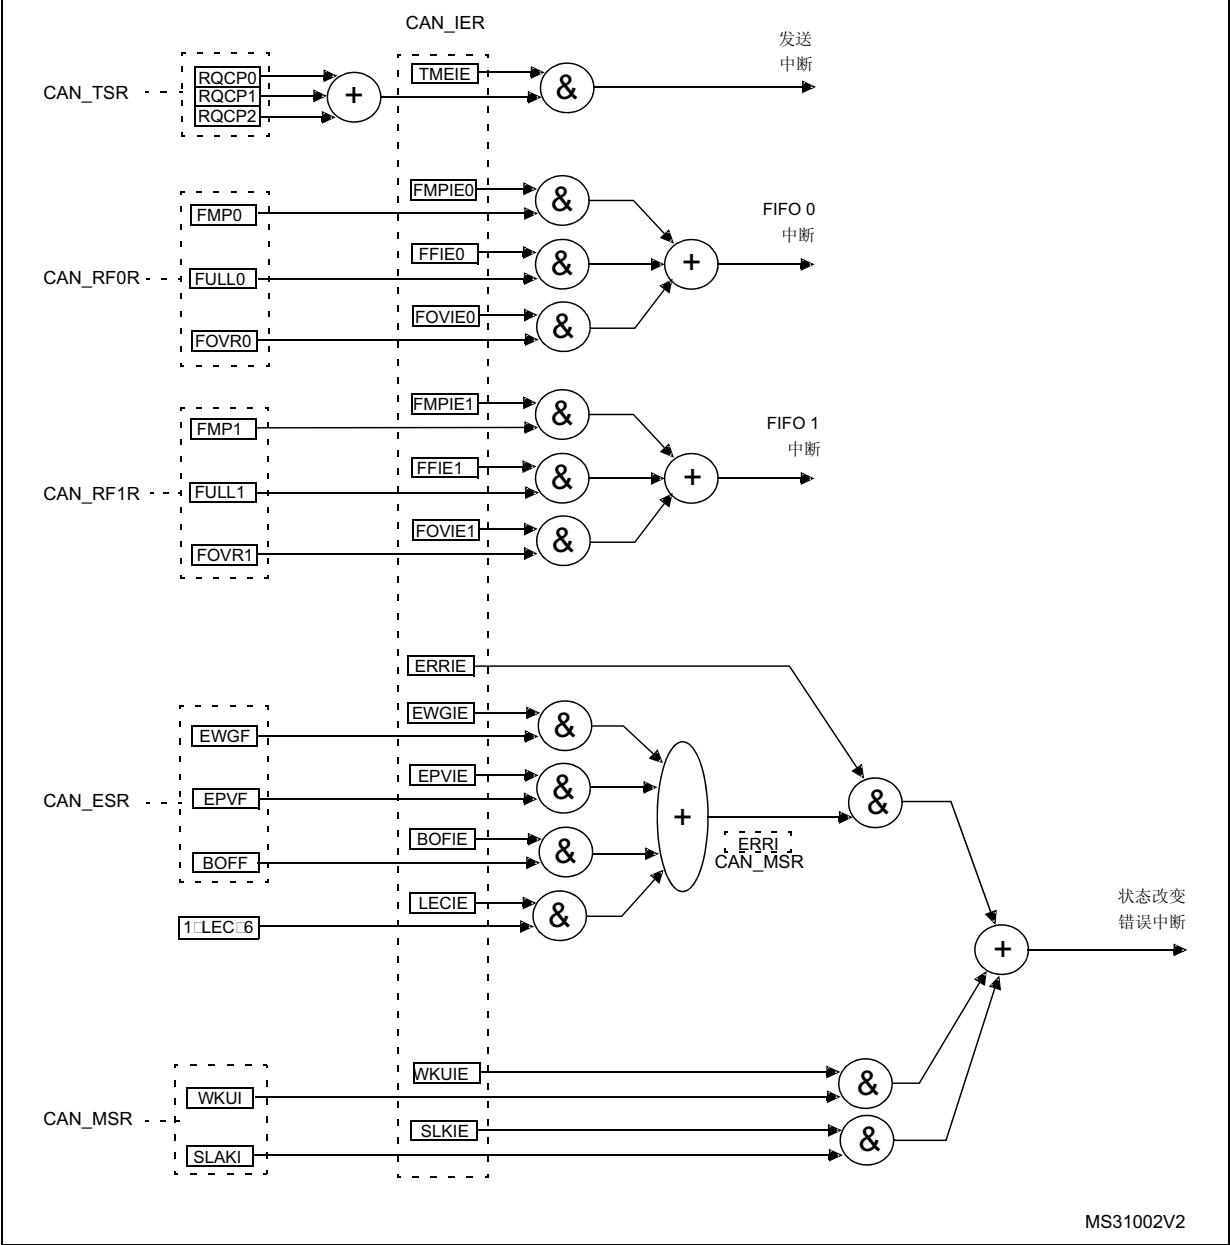 CAN_IER
发送
中断
CAN_TSR
RQCP0
RQCP1
RQCP2
+
TMEIE
&
FMPIE0
&
FMP0
FIFO 0
中断
CAN_RF0R
FFIE0
&
+
FULL0
FOVIE0
&
FOVR0
FMPIE1
&
FMP1
FIFO 1
中断
CAN_RF1R
FFIE1
&
+
FULL1
FOVIE1
&
FOVR1
ERRIE
EWGIE
&
EWGF
CAN_ESR
EPVIE
&
EPVF
&
+
ERRI
CAN_MSR
BOFIE
&
BOFF
LECIE
&
1□LEC□6
状态改变
错误中断
+
WKUIE
&
WKUI
CAN_MSR
SLKIE
&
SLAKI
MS31002V2